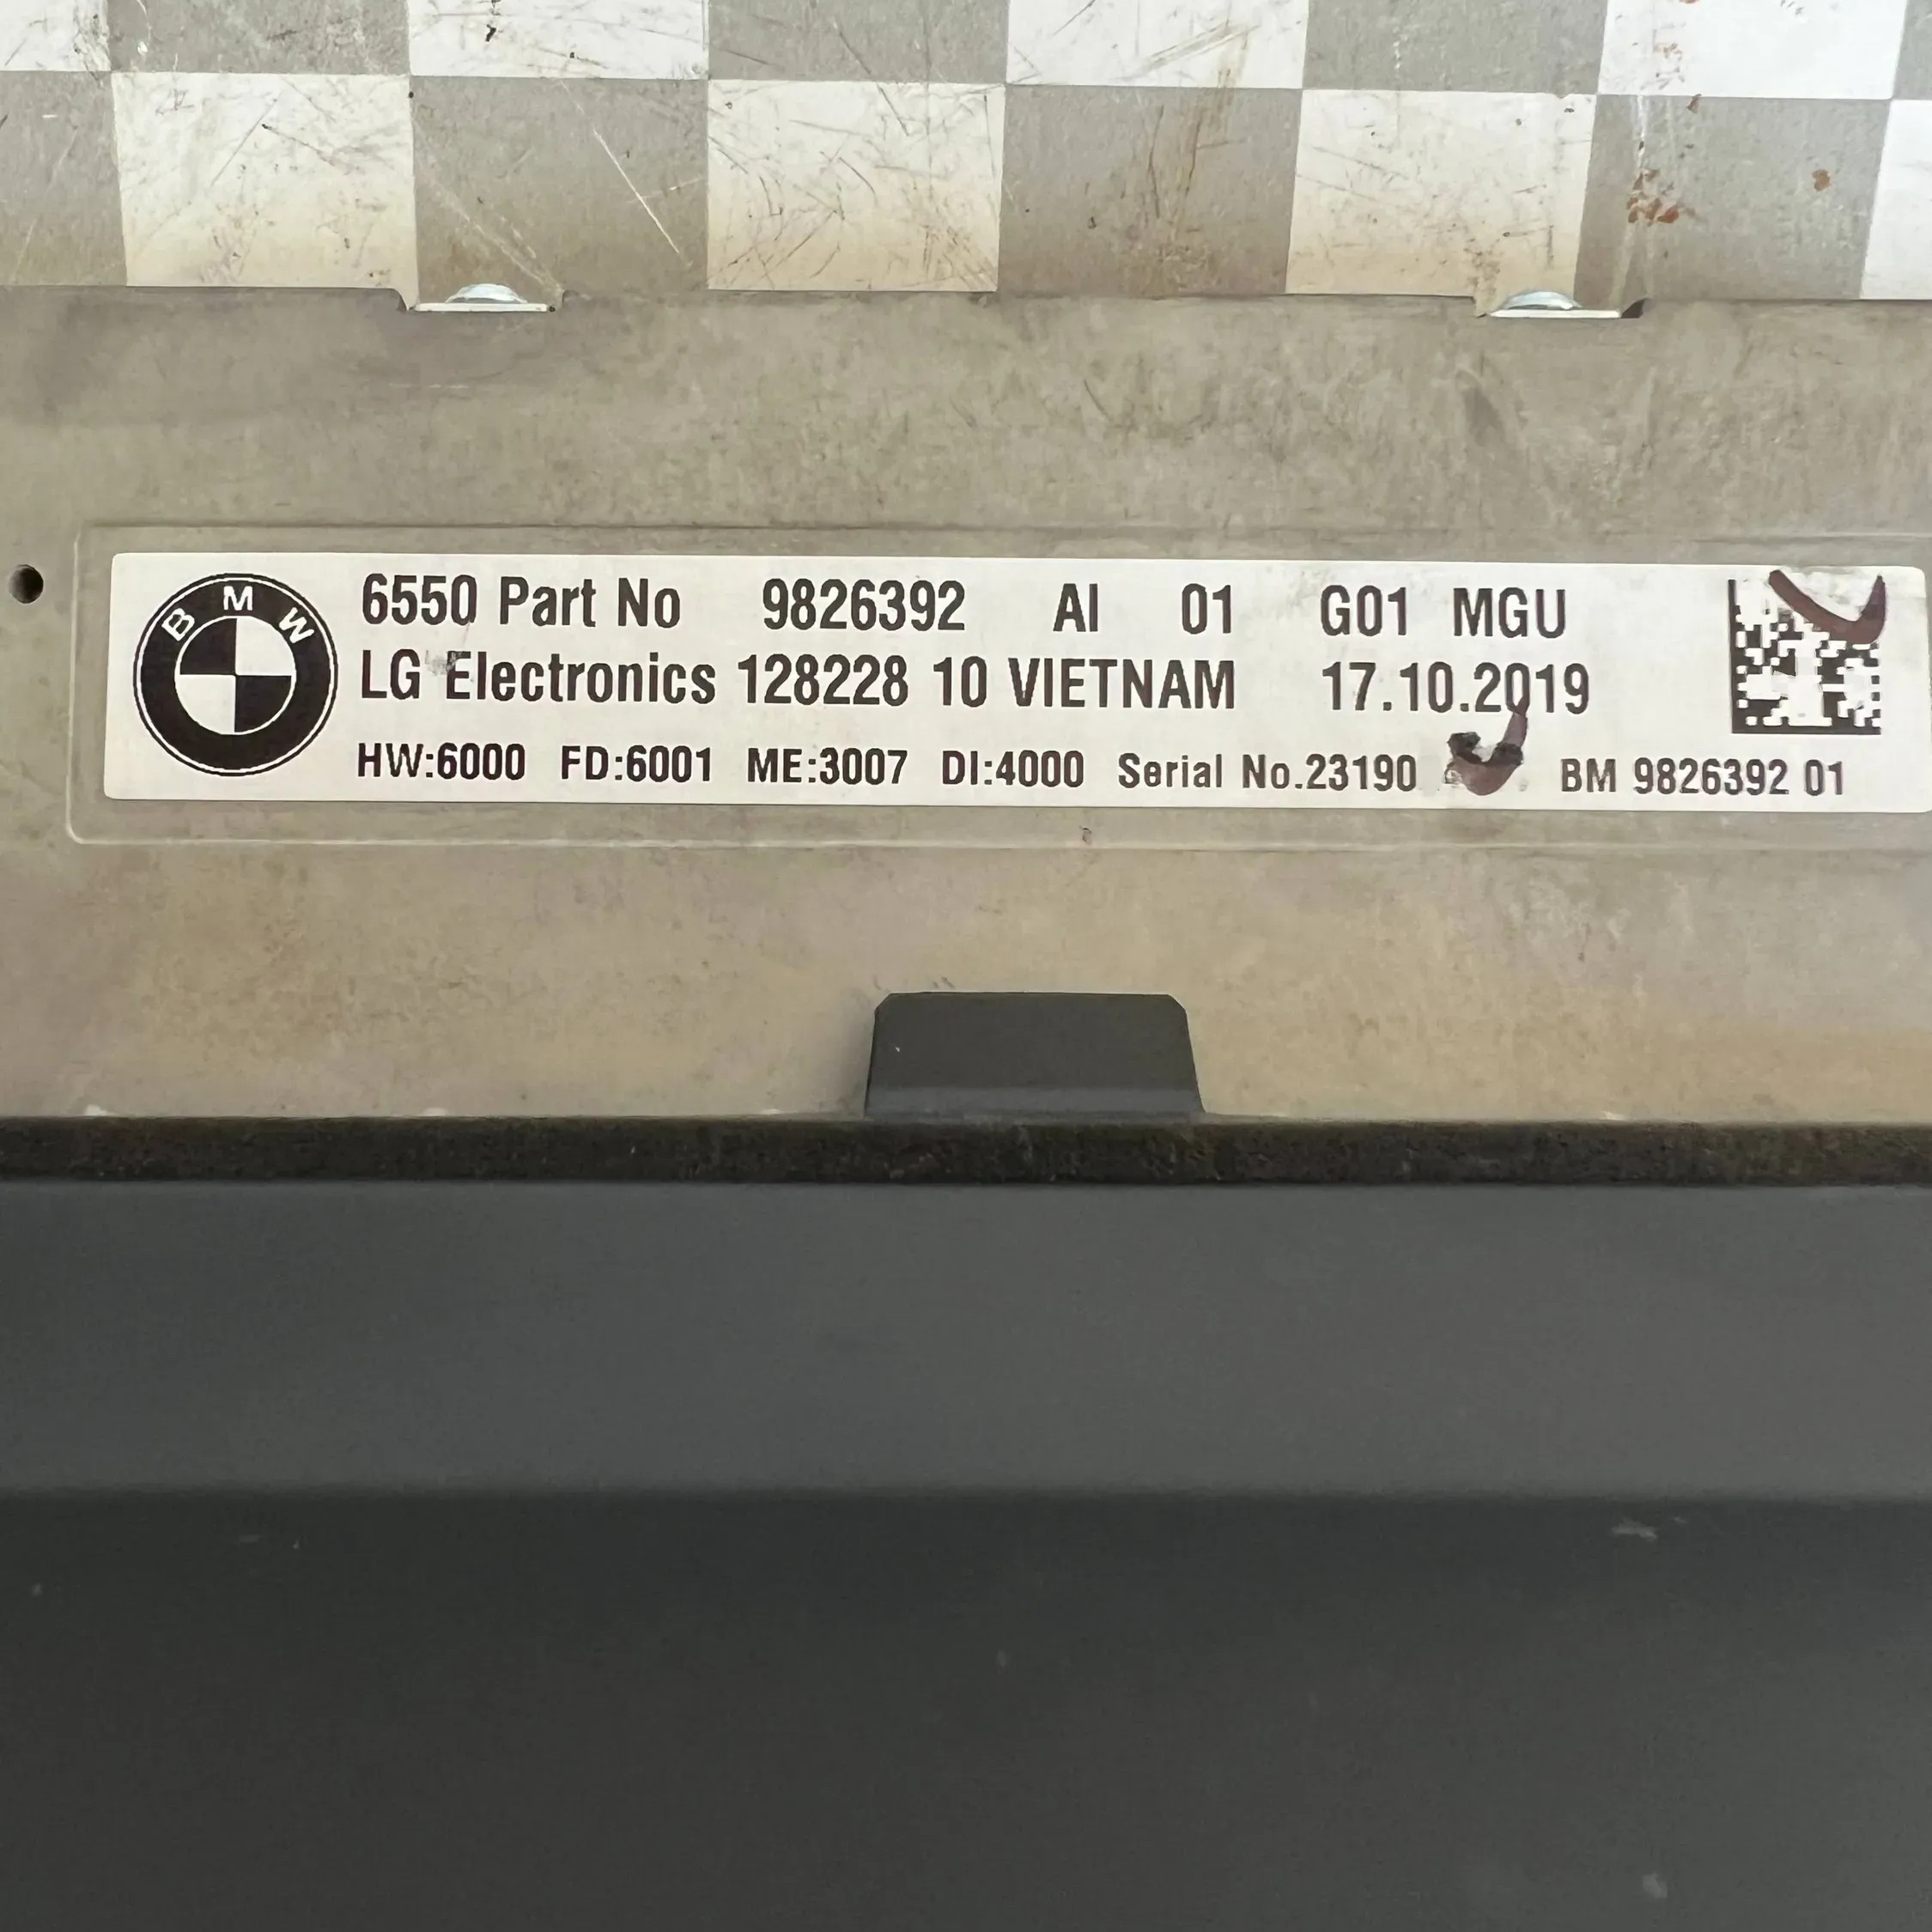 BMW
6550 Part No 9826392 AI 01 G01 MGU
LG Electronics 128228 10 VIETNAM 17.10.2019
HW:6000 FD:6001 ME:3007 DI:4000 Serial No.23190 BM 9826392 01